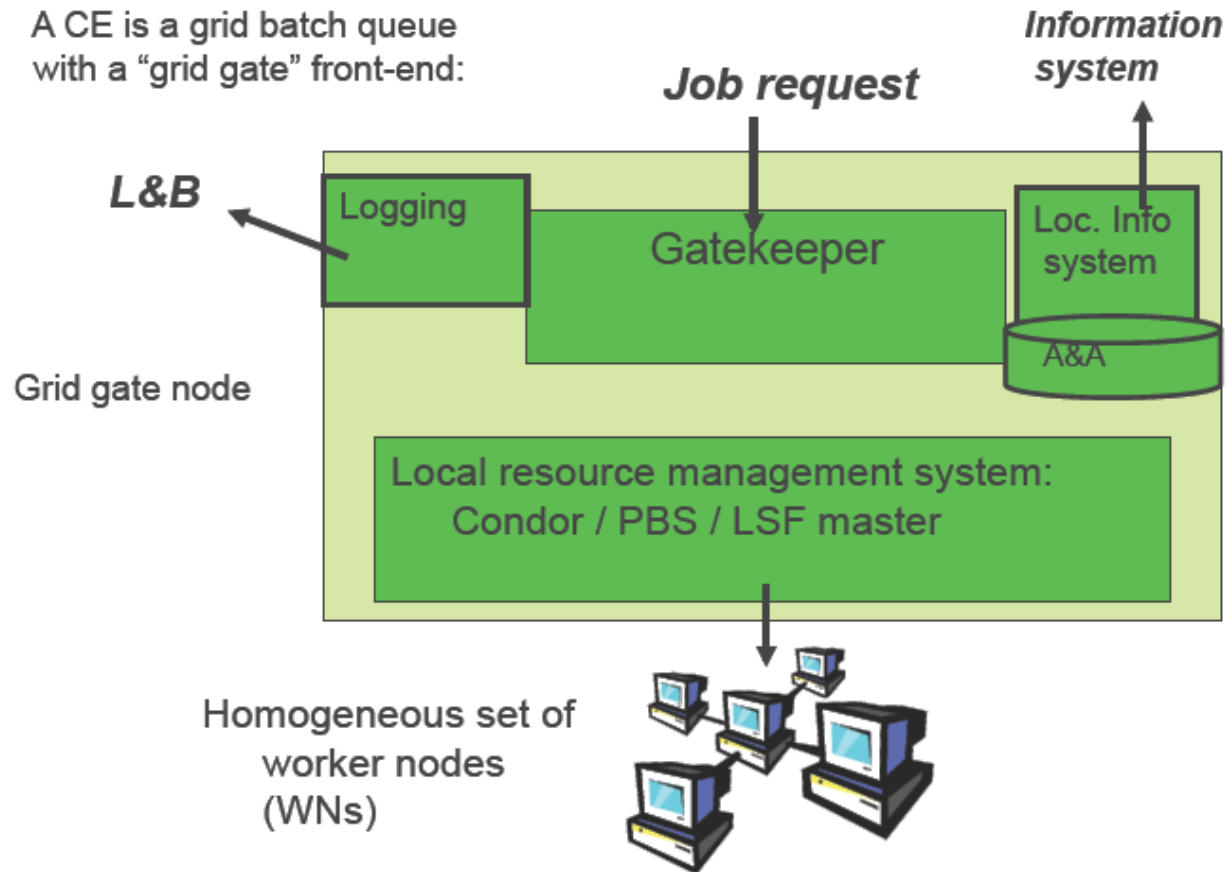 A CE is a grid batch queue
with a “grid gate” front-end:
Information
system
Job request
L&B
Logging
Gatekeeper
Loc. Info
system
A&A
Grid gate node
Local resource management system:
Condor / PBS / LSF master
Homogeneous set of
worker nodes
(WNs)